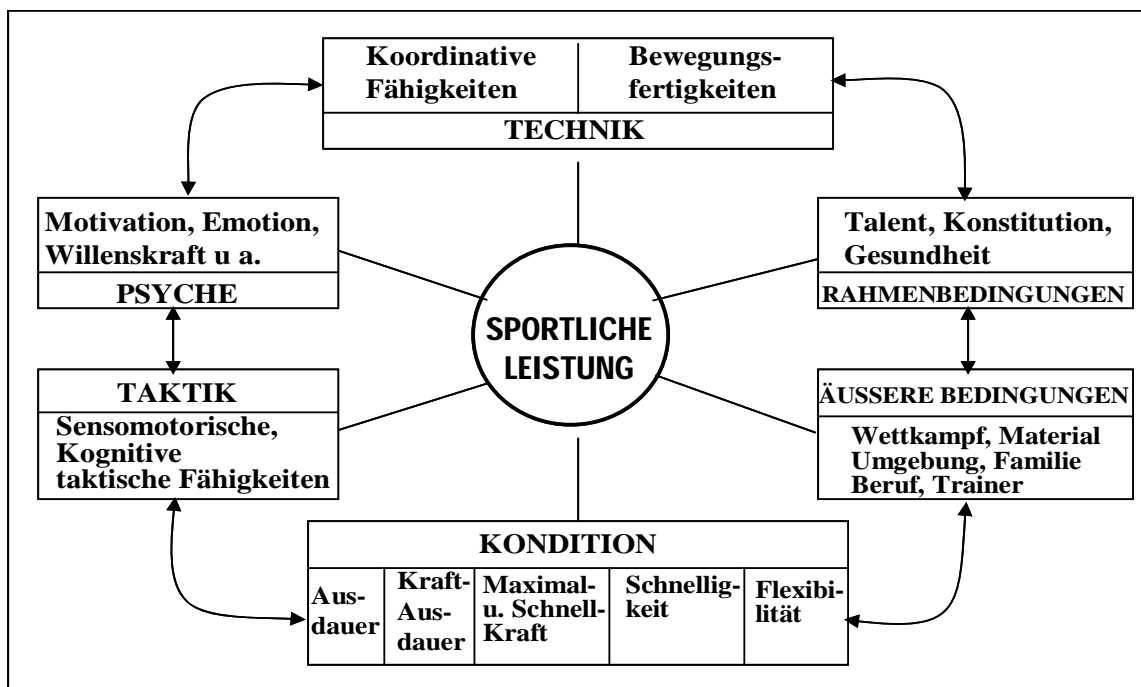 Koordinative
Fähigkeiten
Bewegungs-
fertigkeiten
TECHNIK
Motivation, Emotion,
Willenskraft u a.
PSYCHE
Talent, Konstitution,
Gesundheit
RAHMENBEDINGUNGEN
SPORTLICHE
LEISTUNG
TAKTIK
Sensomotorische,
Kognitive
taktische Fähigkeiten
ÄUSSERE BEDINGUNGEN
Wettkampf, Material
Umgebung, Familie
Beruf, Trainer
KONDITION
Aus-
dauer
Kraft-
Aus-
dauer
Maximal-
u. Schnell-
Kraft
Schnellig-
keit
Flexibi-
lität